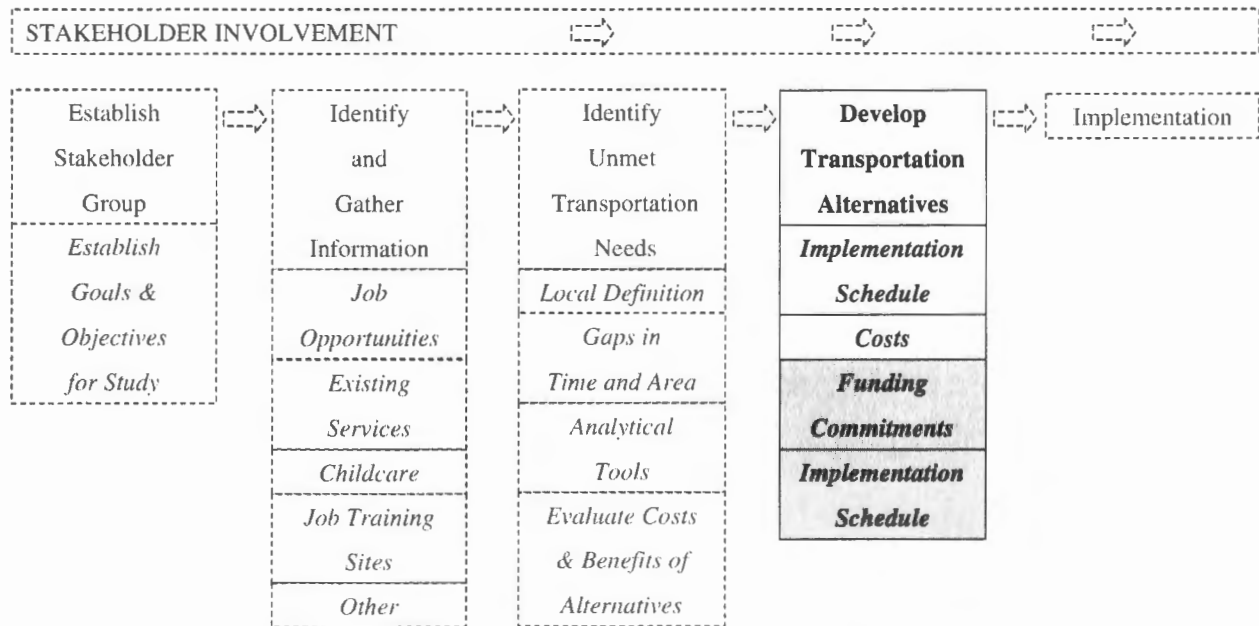 STAKEHOLDER INVOLVEMENT
Establish
Stakeholder
Group
Establish
Goals &
Objectives
for Study
Identify
and
Gather
Information
Job
Opportunities
Existing
Services
Childcare
Job Training
Sites
Other
Identify
Unmet
Transportation
Needs
Local Definition
Gaps in
Time and Area
Analytical
Tools
Evaluate Costs
& Benefits of
Alternatives
Develop
Transportation
Alternatives
Implementation
Schedule
Costs
Funding
Commitments
Implementation
Schedule
Implementation